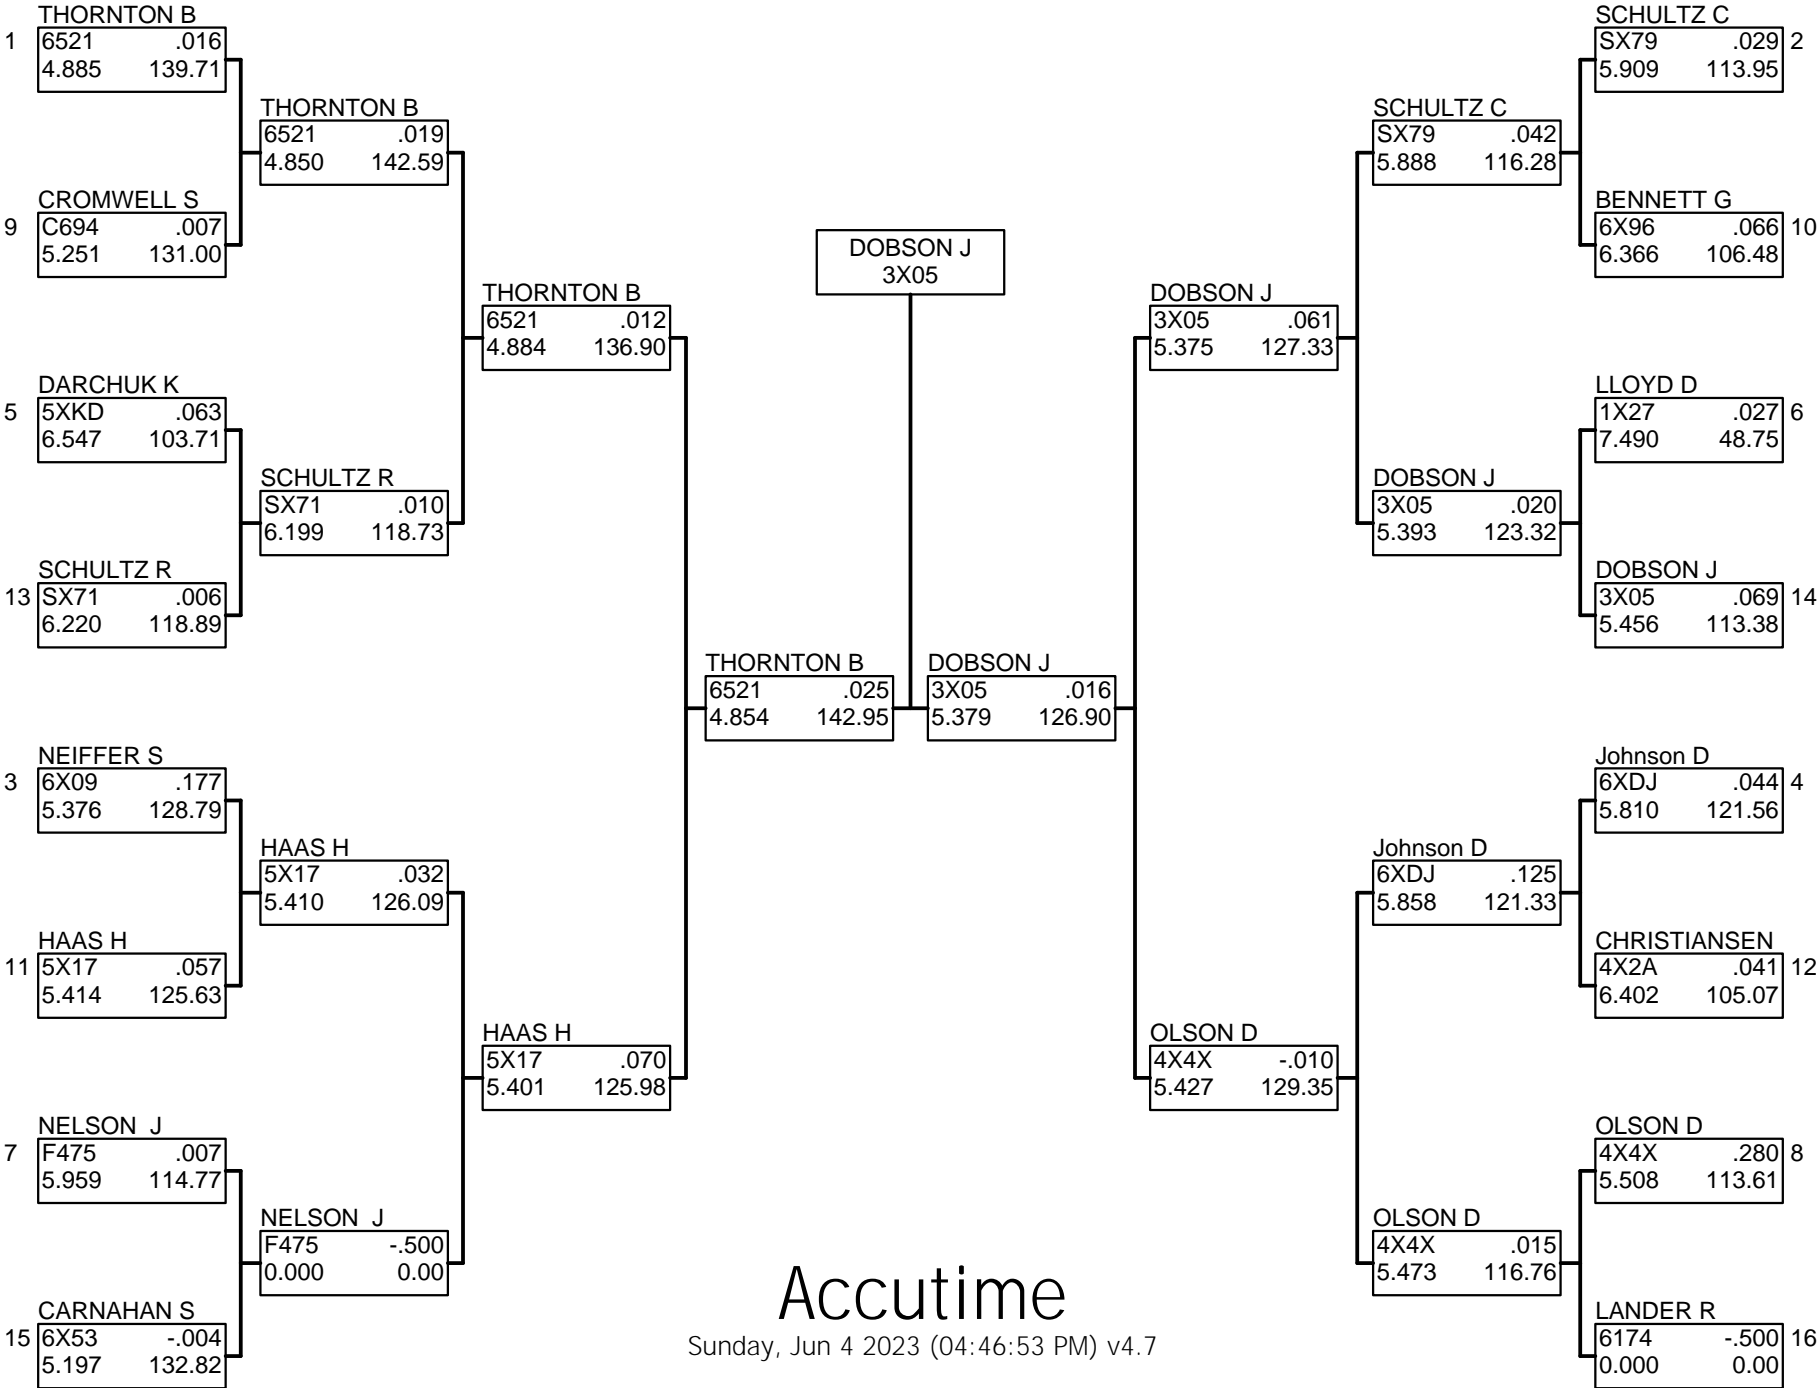 THORNTON B
1 6521 .016
4.885 139.71
CROMWELL S
9 C694 .007
5.251 131.00
DARCHUK K
5 5XKD .063
6.547 103.71
SCHULTZ R
13 SX71 .006
6.220 118.89
NEIFFER S
3 6X09 .177
5.376 128.79
HAAS H
11 5X17 .057
5.414 125.63
NELSON J
7 F475 .007
5.959 114.77
CARNAHAN S
15 6X53 -.004
5.197 132.82
THORNTON B
6521 .019
4.850 142.59
SCHULTZ R
SX71 .010
6.199 118.73
HAAS H
5X17 .032
5.410 126.09
NELSON J
F475 -.500
0.000 0.00
THORNTON B
6521 .012
4.884 136.90
HAAS H
5X17 .070
5.401 125.98
THORNTON B
6521 .025
4.854 142.95
DOBSON J
3X05
DOBSON J
3X05 .016
5.379 126.90
DOBSON J
3X05 .061
5.375 127.33
OLSON D
4X4X -.010
5.427 129.35
SCHULTZ C
SX79 .042
5.888 116.28
DOBSON J
3X05 .020
5.393 123.32
Johnson D
6XDJ .125
5.858 121.33
OLSON D
4X4X .015
5.473 116.76
SCHULTZ C
SX79 .029 2
5.909 113.95
BENNETT G
6X96 .066 10
6.366 106.48
LLOYD D
1X27 .027 6
7.490 48.75
DOBSON J
3X05 .069 14
5.456 113.38
Johnson D
6XDJ .044 4
5.810 121.56
CHRISTIANSEN
4X2A .041 12
6.402 105.07
OLSON D
4X4X .280 8
5.508 113.61
LANDER R
6174 -.500 16
0.000 0.00
Accutime
Sunday, Jun 4 2023 (04:46:53 PM) v4.7